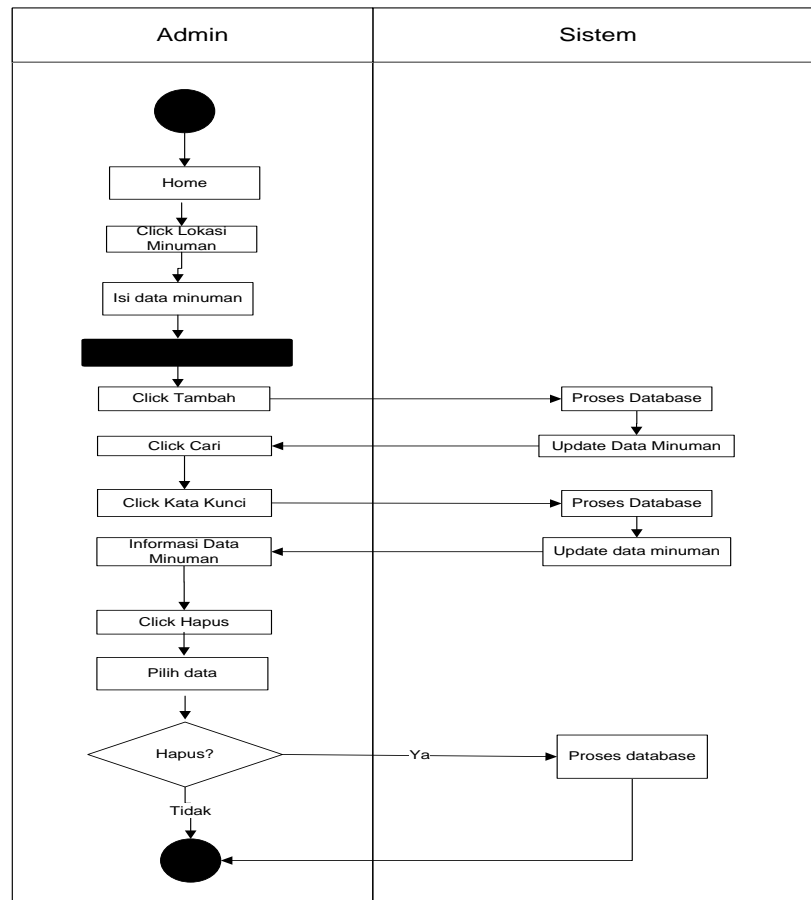 Admin
Sistem
Home
Click Lokasi
Minuman
Isi data minuman
Click Tambah
Proses Database
Click Cari
Update Data Minuman
Click Kata Kunci
Proses Database
Informasi Data
Minuman
Update data minuman
Click Hapus
Pilih data
Hapus?
Ya
Proses database
Tidak